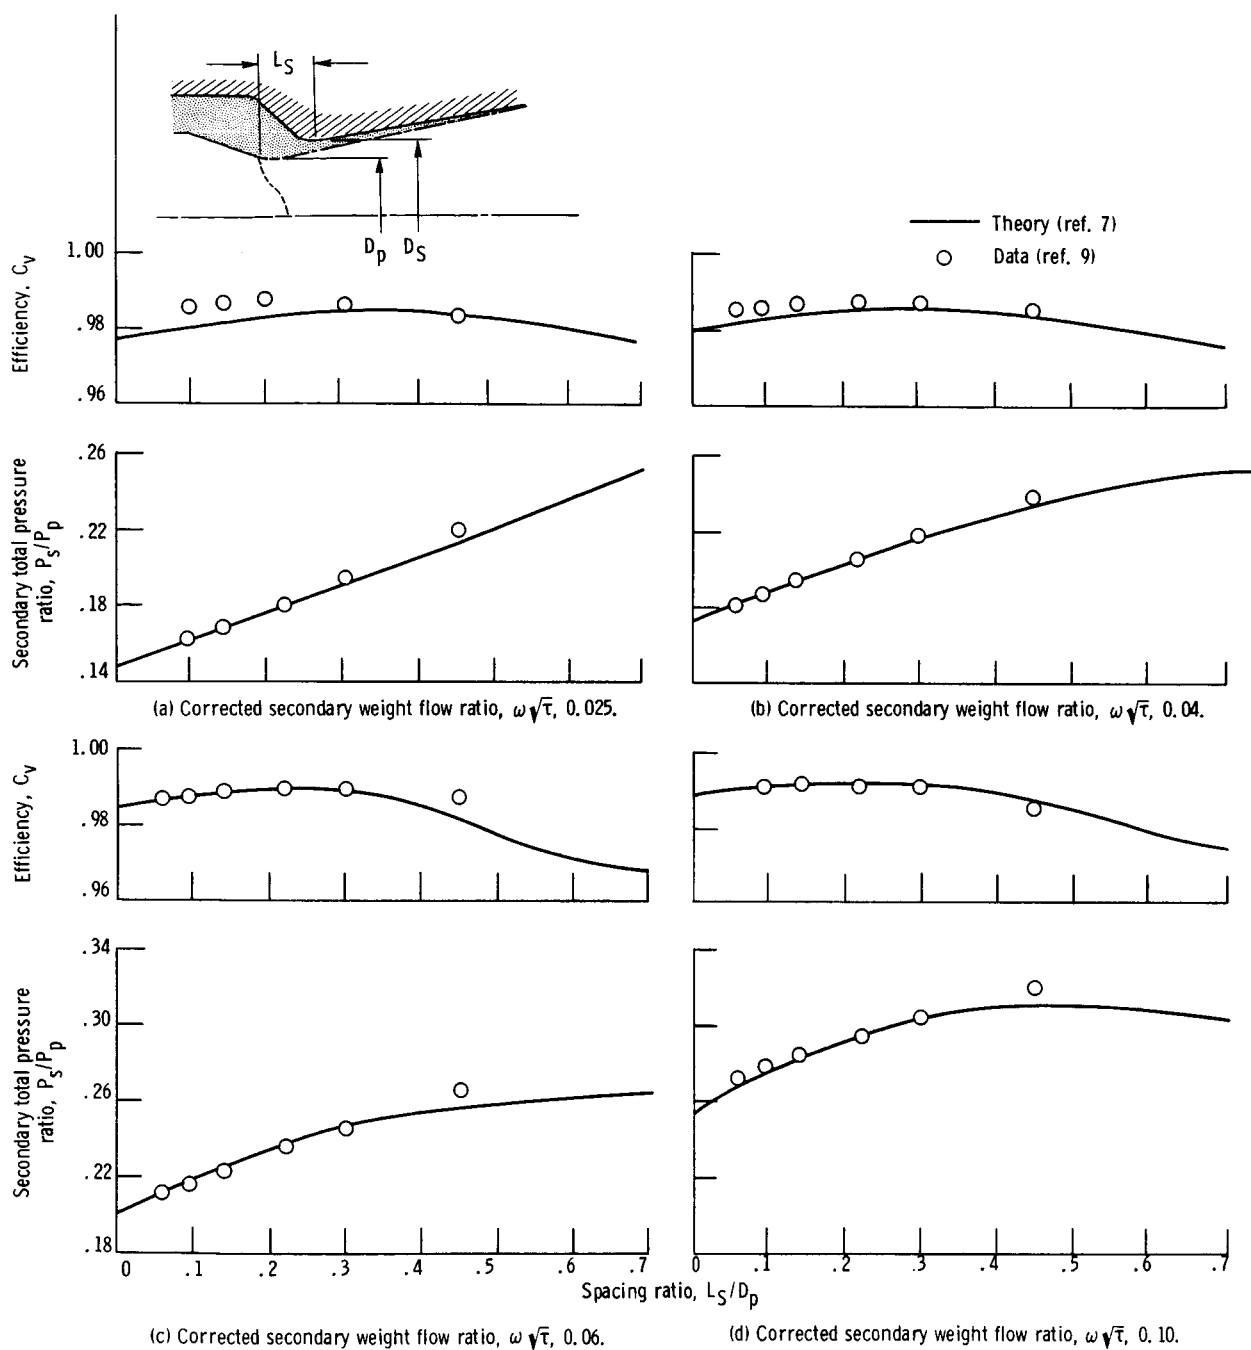 L_S
D_p D_S
Theory (ref. 7)
Data (ref. 9)
Efficiency, C_v
1.00
.98
.96
Secondary total pressure
ratio, P_S/P_p
.26
.22
.18
.14
(a) Corrected secondary weight flow ratio, ω√τ, 0.025.
(b) Corrected secondary weight flow ratio, ω√τ, 0.04.
Efficiency, C_v
1.00
.98
.96
Secondary total pressure
ratio, P_S/P_p
.34
.30
.26
.22
.18
0 .1 .2 .3 .4 .5 .6 .7
0 .1 .2 .3 .4 .5 .6 .7
Spacing ratio, L_S/D_p
(c) Corrected secondary weight flow ratio, ω√τ, 0.06.
(d) Corrected secondary weight flow ratio, ω√τ, 0.10.